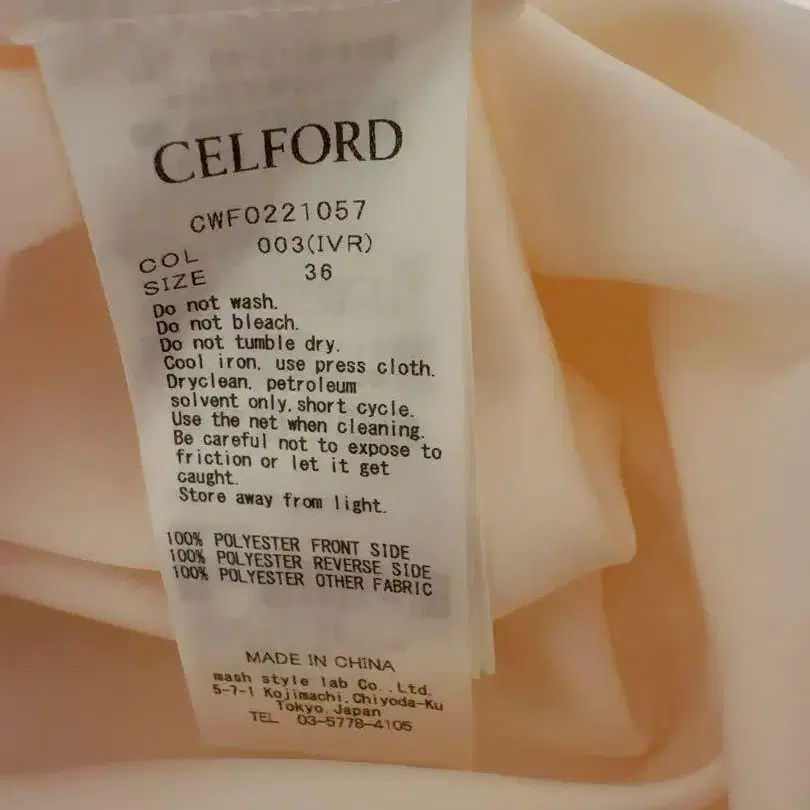 CELFORD
CWFO221057
COL 003(IVR)
SIZE 36
Do not wash.
Do not bleach.
Do not tumble dry.
Cool iron, use press cloth.
Dryclean, petroleum
solvent only, short cycle.
Use the net when cleaning.
Be careful not to expose to
friction or let it get
caught.
Store away from light.
100% POLYESTER FRONT SIDE
100% POLYESTER REVERSE SIDE
100% POLYESTER OTHER FABRIC
MADE IN CHINA
mash style lab Co., Ltd.
5-7-1 Kojimachi, Chiyoda-Ku
Tokyo, Japan
TEL 03-5778-4105